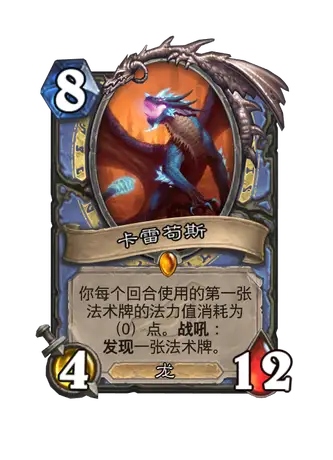 8
卡雷苟斯
你每个回合使用的第一张
法术牌的法力值消耗为
（0）点。战吼：
发现一张法术牌。
4
龙
12